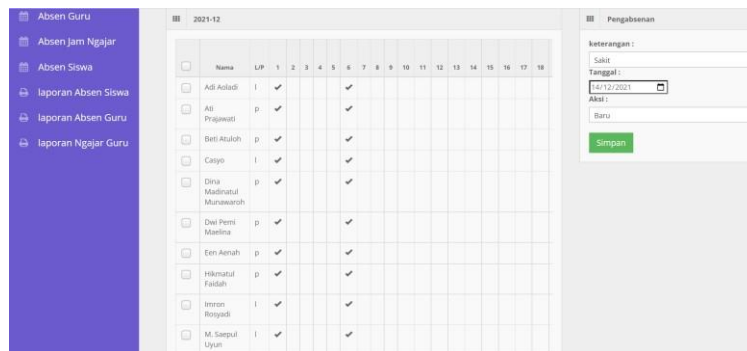 Absen Guru
Absen Jam Ngajar
Absen Siswa
laporan Absen Siswa
laporan Absen Guru
laporan Ngajar Guru
2021-12
Nama L/P 1 2 3 4 5 6 7 8 9 10 11 12 13 14 15 16 17 18
Adi Aoladi l
Ati p
Prajawati
Beti Atuloh p
Casyo l
Dina p
Madinatul
Munawaroh
Dwi Pemi p
Maelina
Een Aenah p
Hikmatul p
Faidah
Imron l
Rosyadi
M. Saepul l
Uyun
Pengabsenan
keterangan :
Sakit
Tanggal :
14/12/2021
Aksi :
Baru
Simpan